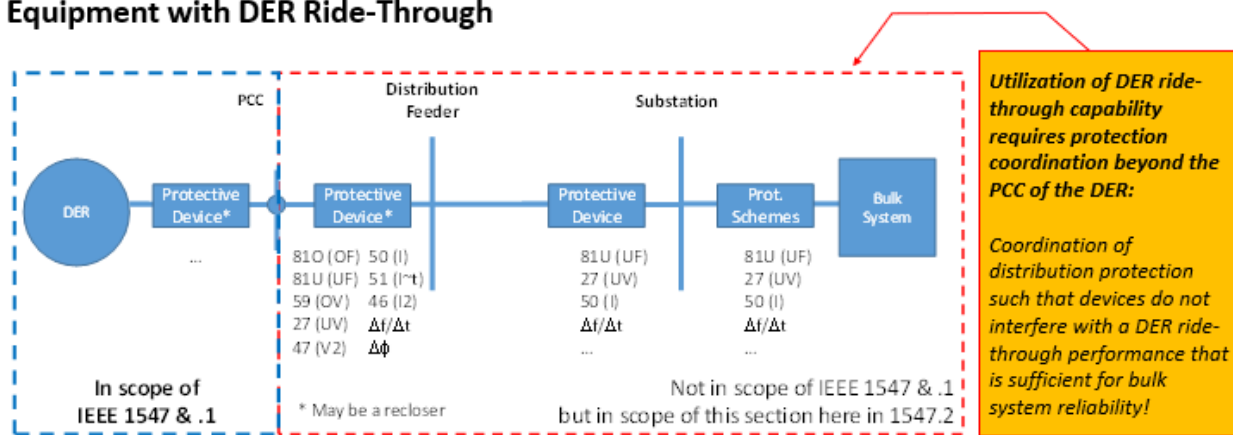 Equipment with DER Ride-Through
PCC
Distribution
Feeder
Substation
DER
Protective
Device*
...
Protective
Device*
81O (OF) 50 (I)
81U (UF) 51 (I~t)
59 (OV) 46 (I2)
27 (UV) Δf/Δt
47 (V2) Δϕ
Protective
Device
81U (UF)
27 (UV)
50 (I)
Δf/Δt
...
Prot.
Schemes
81U (UF)
27 (UV)
50 (I)
Δf/Δt
...
Bulk
System
In scope of
IEEE 1547 & .1
* May be a recloser
Not in scope of IEEE 1547 & .1
but in scope of this section here in 1547.2
Utilization of DER ride-
through capability
requires protection
coordination beyond the
PCC of the DER:
Coordination of
distribution protection
such that devices do not
interfere with a DER ride-
through performance that
is sufficient for bulk
system reliability!